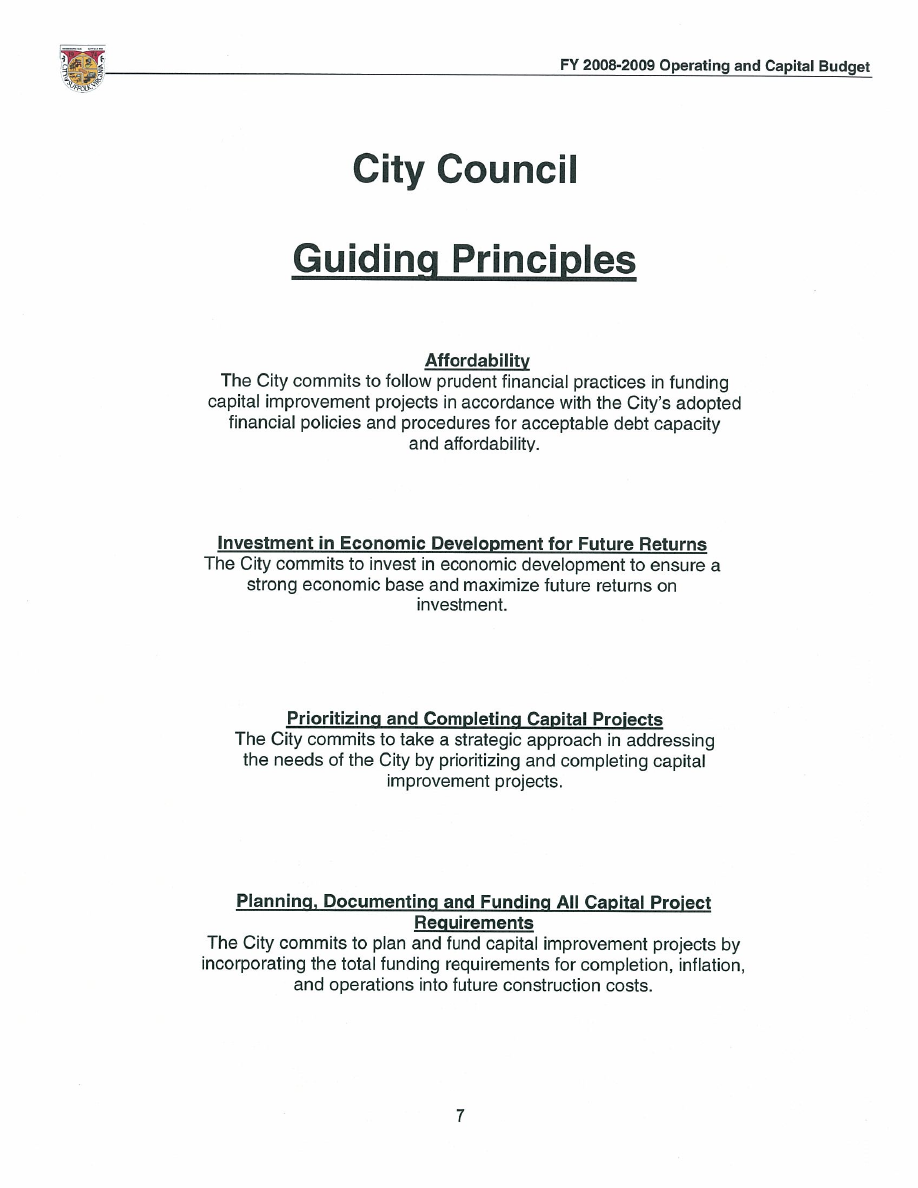 FY 2008-2009 Operating and Capital Budget
City Council
Guiding Principles
Affordability
The City commits to follow prudent financial practices in funding
capital improvement projects in accordance with the City's adopted
financial policies and procedures for acceptable debt capacity
and affordability.
Investment in Economic Development for Future Returns
The City commits to invest in economic development to ensure a
strong economic base and maximize future returns on
investment.
Prioritizing and Completing Capital Projects
The City commits to take a strategic approach in addressing
the needs of the City by prioritizing and completing capital
improvement projects.
Planning, Documenting and Funding All Capital Project
Requirements
The City commits to plan and fund capital improvement projects by
incorporating the total funding requirements for completion, inflation,
and operations into future construction costs.
7